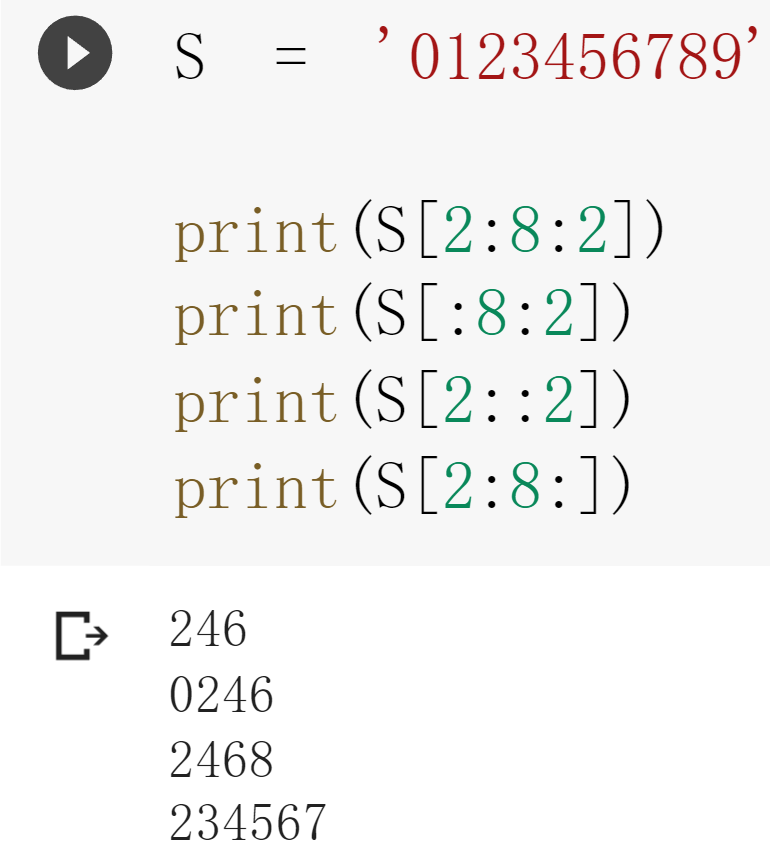 S = '0123456789'
print(S[2:8:2])
print(S[:8:2])
print(S[2::2])
print(S[2:8:])
246
0246
2468
234567